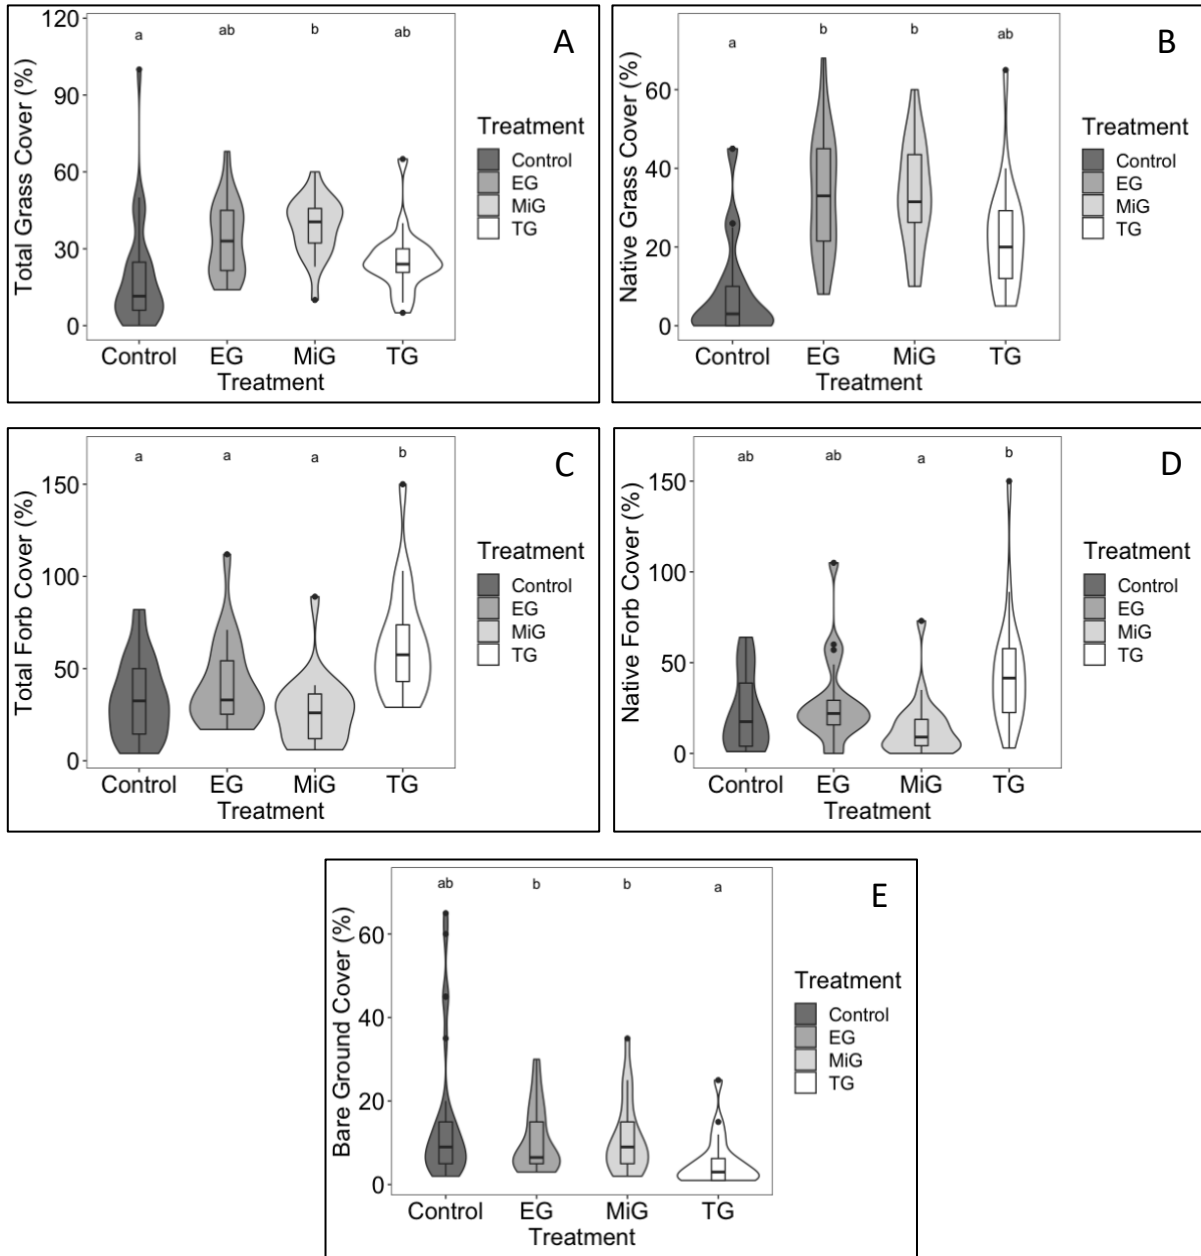 A
Total Grass Cover (%)
120
90
60
30
0
a ab b ab
Control EG MiG TG
Treatment
Treatment
Control
EG
MiG
TG
B
Native Grass Cover (%)
60
40
20
0
a b b ab
Control EG MiG TG
Treatment
Treatment
Control
EG
MiG
TG
C
Total Forb Cover (%)
150
100
50
0
a a a b
Control EG MiG TG
Treatment
Treatment
Control
EG
MiG
TG
D
Native Forb Cover (%)
150
100
50
0
ab ab a b
Control EG MiG TG
Treatment
Treatment
Control
EG
MiG
TG
E
Bare Ground Cover (%)
60
40
20
0
ab b b a
Control EG MiG TG
Treatment
Treatment
Control
EG
MiG
TG